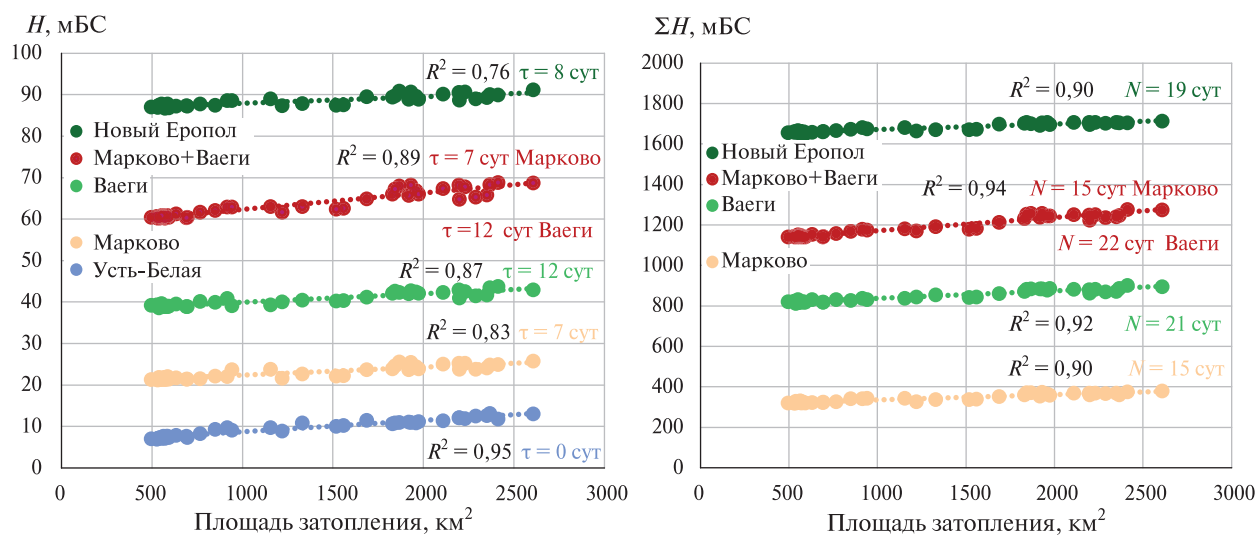 H, мБС
100
90
80
70
60
50
40
30
20
10
0
R² = 0,76 τ = 8 сут
Новый Еропол
Марково+Ваеги
Ваеги
R² = 0,89 τ = 7 сут Марково
τ =12 сут Ваеги
Марково
Усть-Белая
R² = 0,87 τ = 12 сут
R² = 0,83 τ = 7 сут
R² = 0,95 τ = 0 сут
0 500 1000 1500 2000 2500 3000
Площадь затопления, км²
ΣH, мБС
2000
1800
1600
1400
1200
1000
800
600
400
200
0
R² = 0,90 N = 19 сут
Новый Еропол
Марково+Ваеги
Ваеги
R² = 0,94 N = 15 сут Марково
N = 22 сут Ваеги
Марково
R² = 0,92 N = 21 сут
R² = 0,90 N = 15 сут
0 500 1000 1500 2000 2500 3000
Площадь затопления, км²